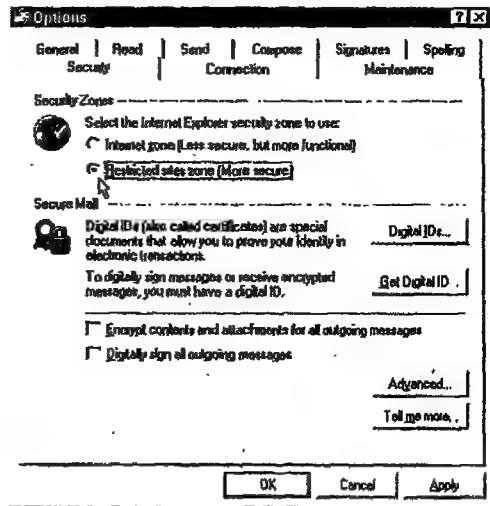 Options
General Read Send Compose Signatures Spelling
Security Connection Maintenance
Security Zones
Select the Internet Explorer security zone to use:
Internet zone (Less secure, but more functional)
Restricted sites zone (More secure)
Secure Mail
Digital IDs (also called certificates) are special
documents that allow you to prove your identity in
electronic transactions.
Digital IDs...
To digitally sign messages or receive encrypted
messages, you must have a digital ID.
Get Digital ID .
Encrypt contents and attachments for all outgoing messages
Digitally sign all outgoing messages
Advanced...
Tell me more. .
OK Cancel Apply